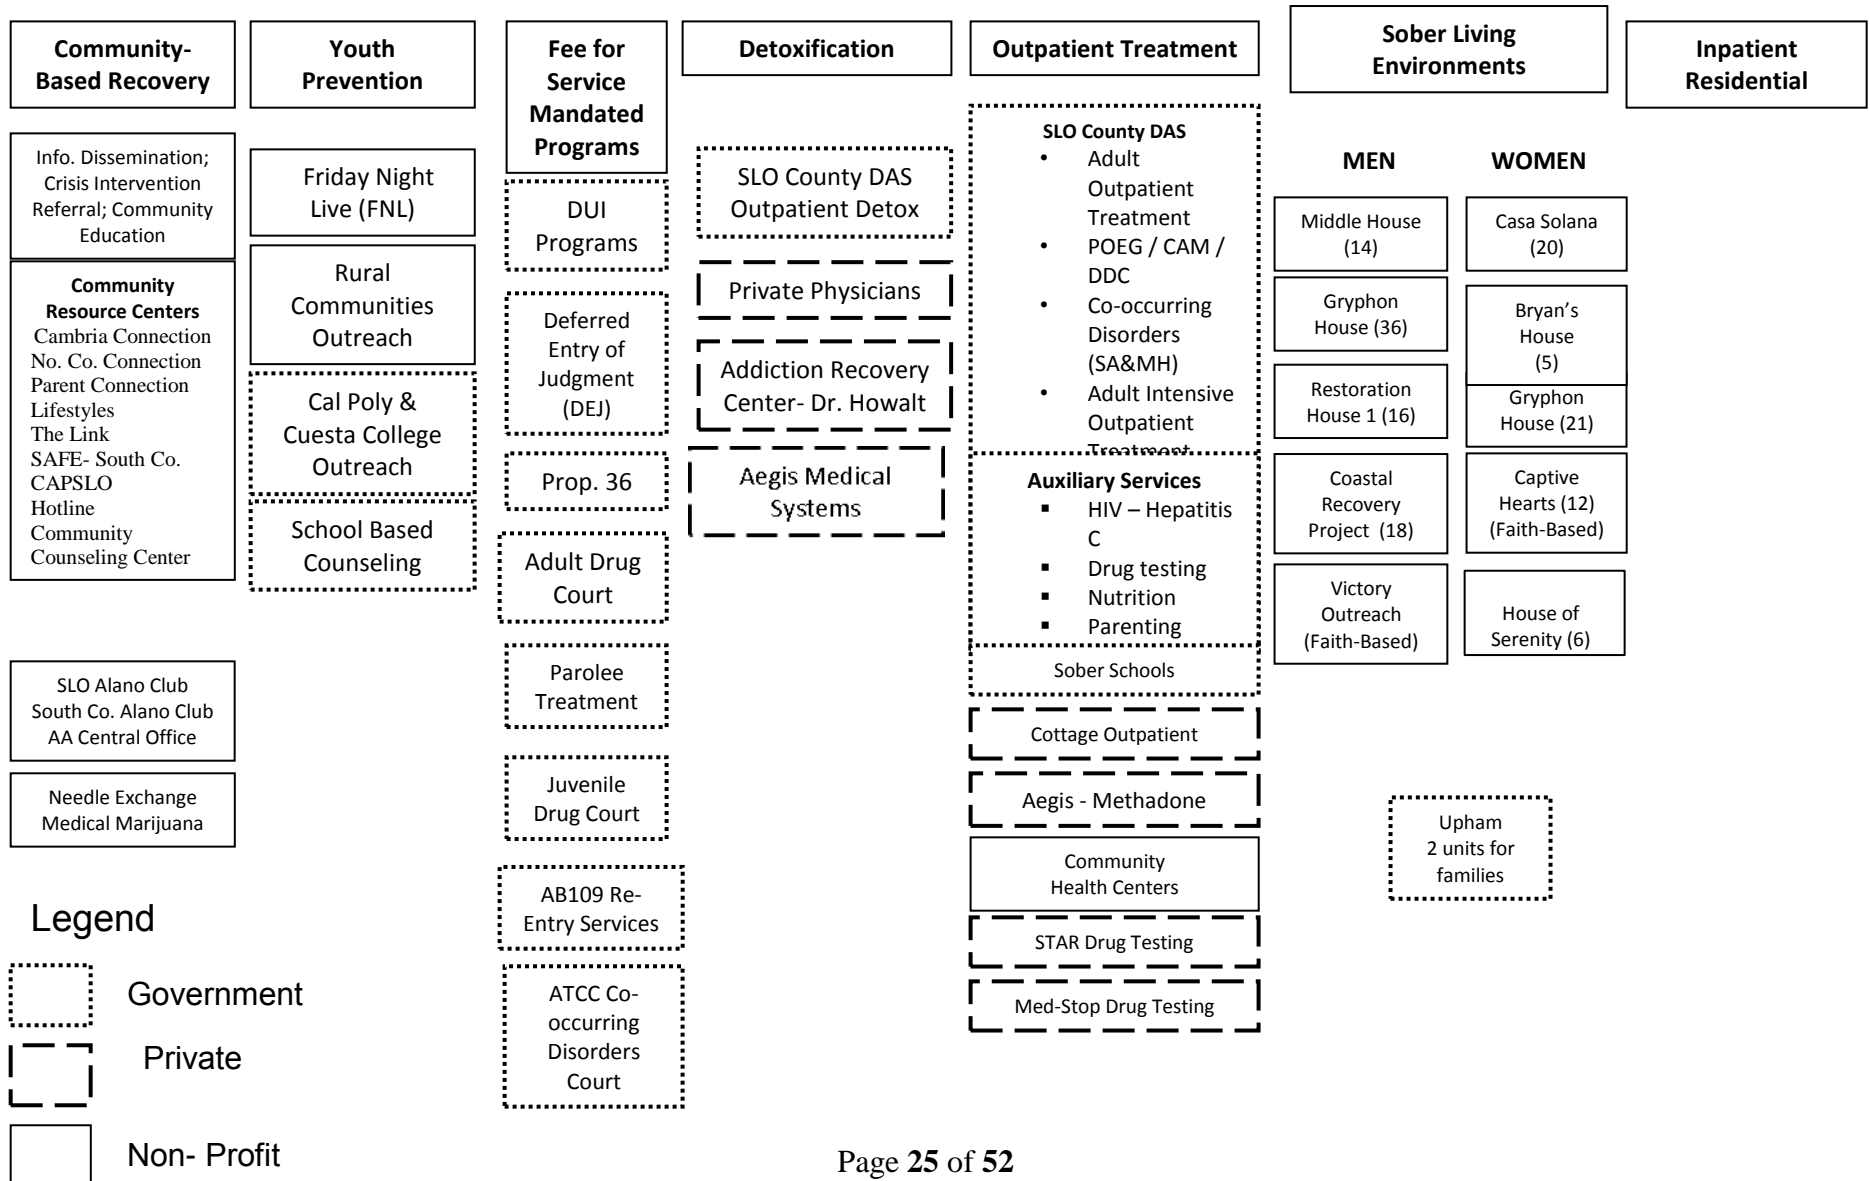 Community-
Based Recovery
Info. Dissemination;
Crisis Intervention
Referral; Community
Education
Community
Resource Centers
Cambria Connection
No. Co. Connection
Parent Connection
Lifestyles
The Link
SAFE- South Co.
CAPSLO
Hotline
Community
Counseling Center
SLO Alano Club
South Co. Alano Club
AA Central Office
Needle Exchange
Medical Marijuana
Youth
Prevention
Friday Night
Live (FNL)
Rural
Communities
Outreach
Cal Poly &
Cuesta College
Outreach
School Based
Counseling
Fee for
Service
Mandated
Programs
DUI
Programs
Deferred
Entry of
Judgment
(DEJ)
Prop. 36
Adult Drug
Court
Parolee
Treatment
Juvenile
Drug Court
AB109 Re-
Entry Services
ATCC Co-
occurring
Disorders
Court
Detoxification
SLO County DAS
Outpatient Detox
Private Physicians
Addiction Recovery
Center- Dr. Howalt
Aegis Medical
Systems
Outpatient Treatment
SLO County DAS
• Adult
Outpatient
Treatment
• POEG / CAM /
DDC
• Co-occurring
Disorders
(SA&MH)
• Adult Intensive
Outpatient
Treatment
Auxiliary Services
▪ HIV – Hepatitis
C
▪ Drug testing
▪ Nutrition
▪ Parenting
Sober Schools
Cottage Outpatient
Aegis - Methadone
Community
Health Centers
STAR Drug Testing
Med-Stop Drug Testing
Sober Living
Environments
MEN
Middle House
(14)
Gryphon
House (36)
Restoration
House 1 (16)
Coastal
Recovery
Project (18)
Victory
Outreach
(Faith-Based)
WOMEN
Casa Solana
(20)
Bryan's
House
(5)
Gryphon
House (21)
Captive
Hearts (12)
(Faith-Based)
House of
Serenity (6)
Upham
2 units for
families
Inpatient
Residential
Legend
Government
Private
Non- Profit
Page 25 of 52